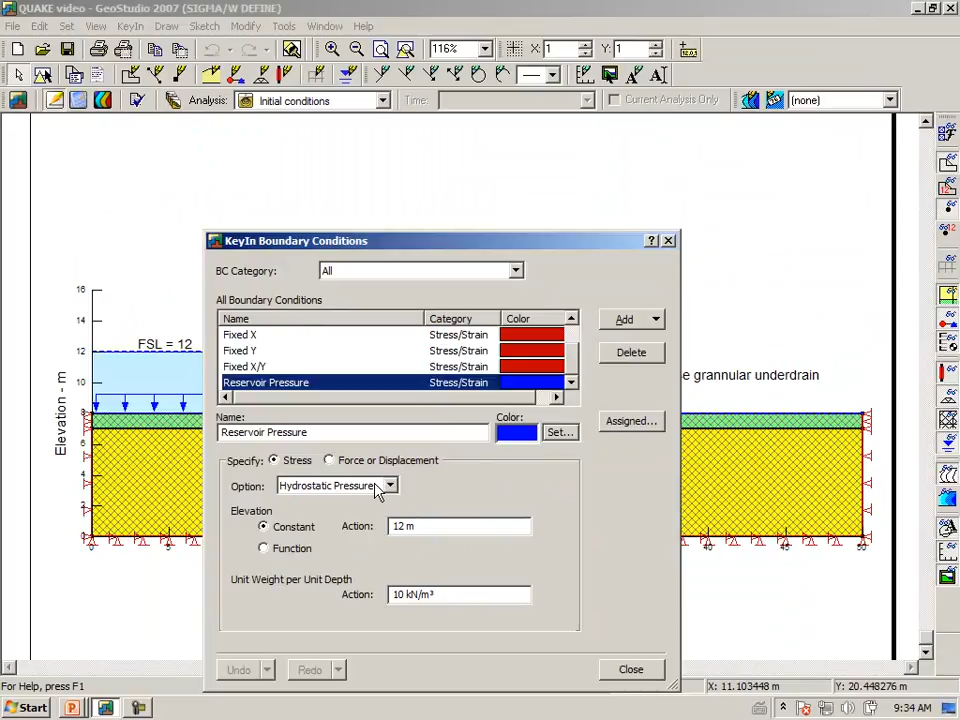 QUAKE video - GeoStudio 2007 (SIGMA/W DEFINE)
File Edit Set View KeyIn Draw Sketch Modify Tools Window Help
116% X: 1 Y: 1
Analysis: Initial conditions Time: Current Analysis Only (none)
KeyIn Boundary Conditions
BC Category: All
All Boundary Conditions
Name Category Color
Fixed X Stress/Strain
Fixed Y Stress/Strain
Fixed X/Y Stress/Strain
Reservoir Pressure Stress/Strain
Add
Delete
Assigned...
Name: Color:
Reservoir Pressure Set...
Specify: Stress Force or Displacement
Option: Hydrostatic Pressure
Elevation
Constant Action: 12 m
Function
Unit Weight per Unit Depth
Action: 10 kN/m³
Undo Redo Close
16
14
FSL = 12
12
10
8
6
4
2
0
Elevation - m
e grannular underdrain
0 5 40 45 50
For Help, press F1 X: 11.103448 m Y: 20.448276 m
Start 9:34 AM